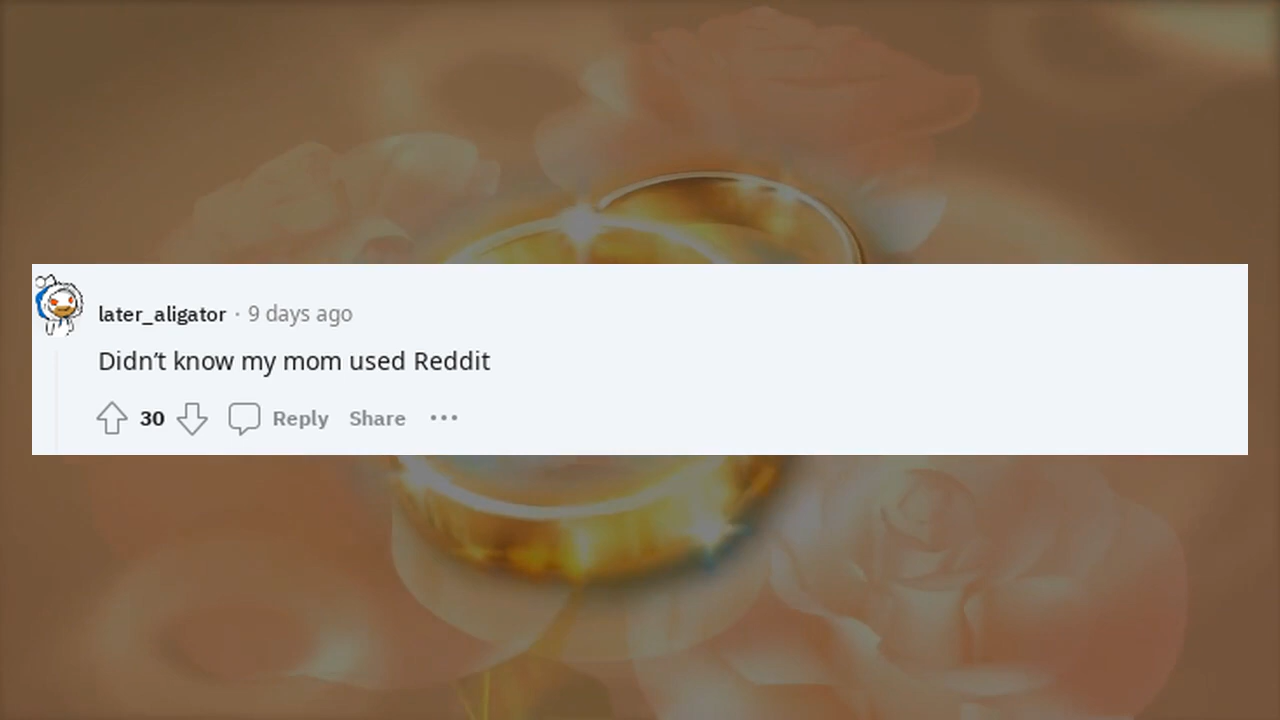 later_aligator · 9 days ago
Didn’t know my mom used Reddit
30 Reply Share ···